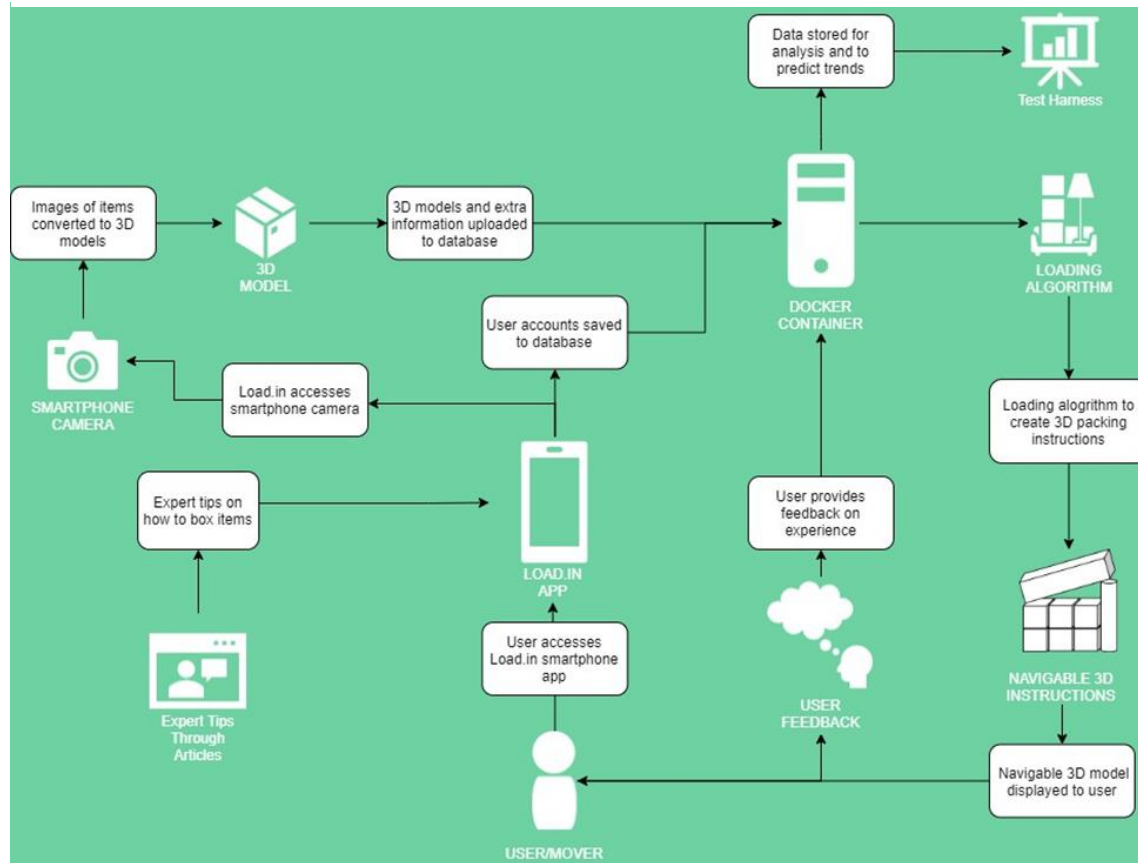 Data stored for
analysis and to
predict trends
Test Harness
Images of items
converted to 3D
models
3D models and extra
information uploaded
to database
3D
MODEL
DOCKER
CONTAINER
LOADING
ALGORITHM
User accounts saved
to database
SMARTPHONE
CAMERA
Load.in accesses
smartphone camera
Loading alogrithm to
create 3D packing
instructions
Expert tips on
how to box items
User provides
feedback on
experience
LOAD.IN
APP
User accesses
Load.in smartphone
app
NAVIGABLE 3D
INSTRUCTIONS
USER
FEEDBACK
Expert Tips
Through
Articles
Navigable 3D model
displayed to user
USER/MOVER